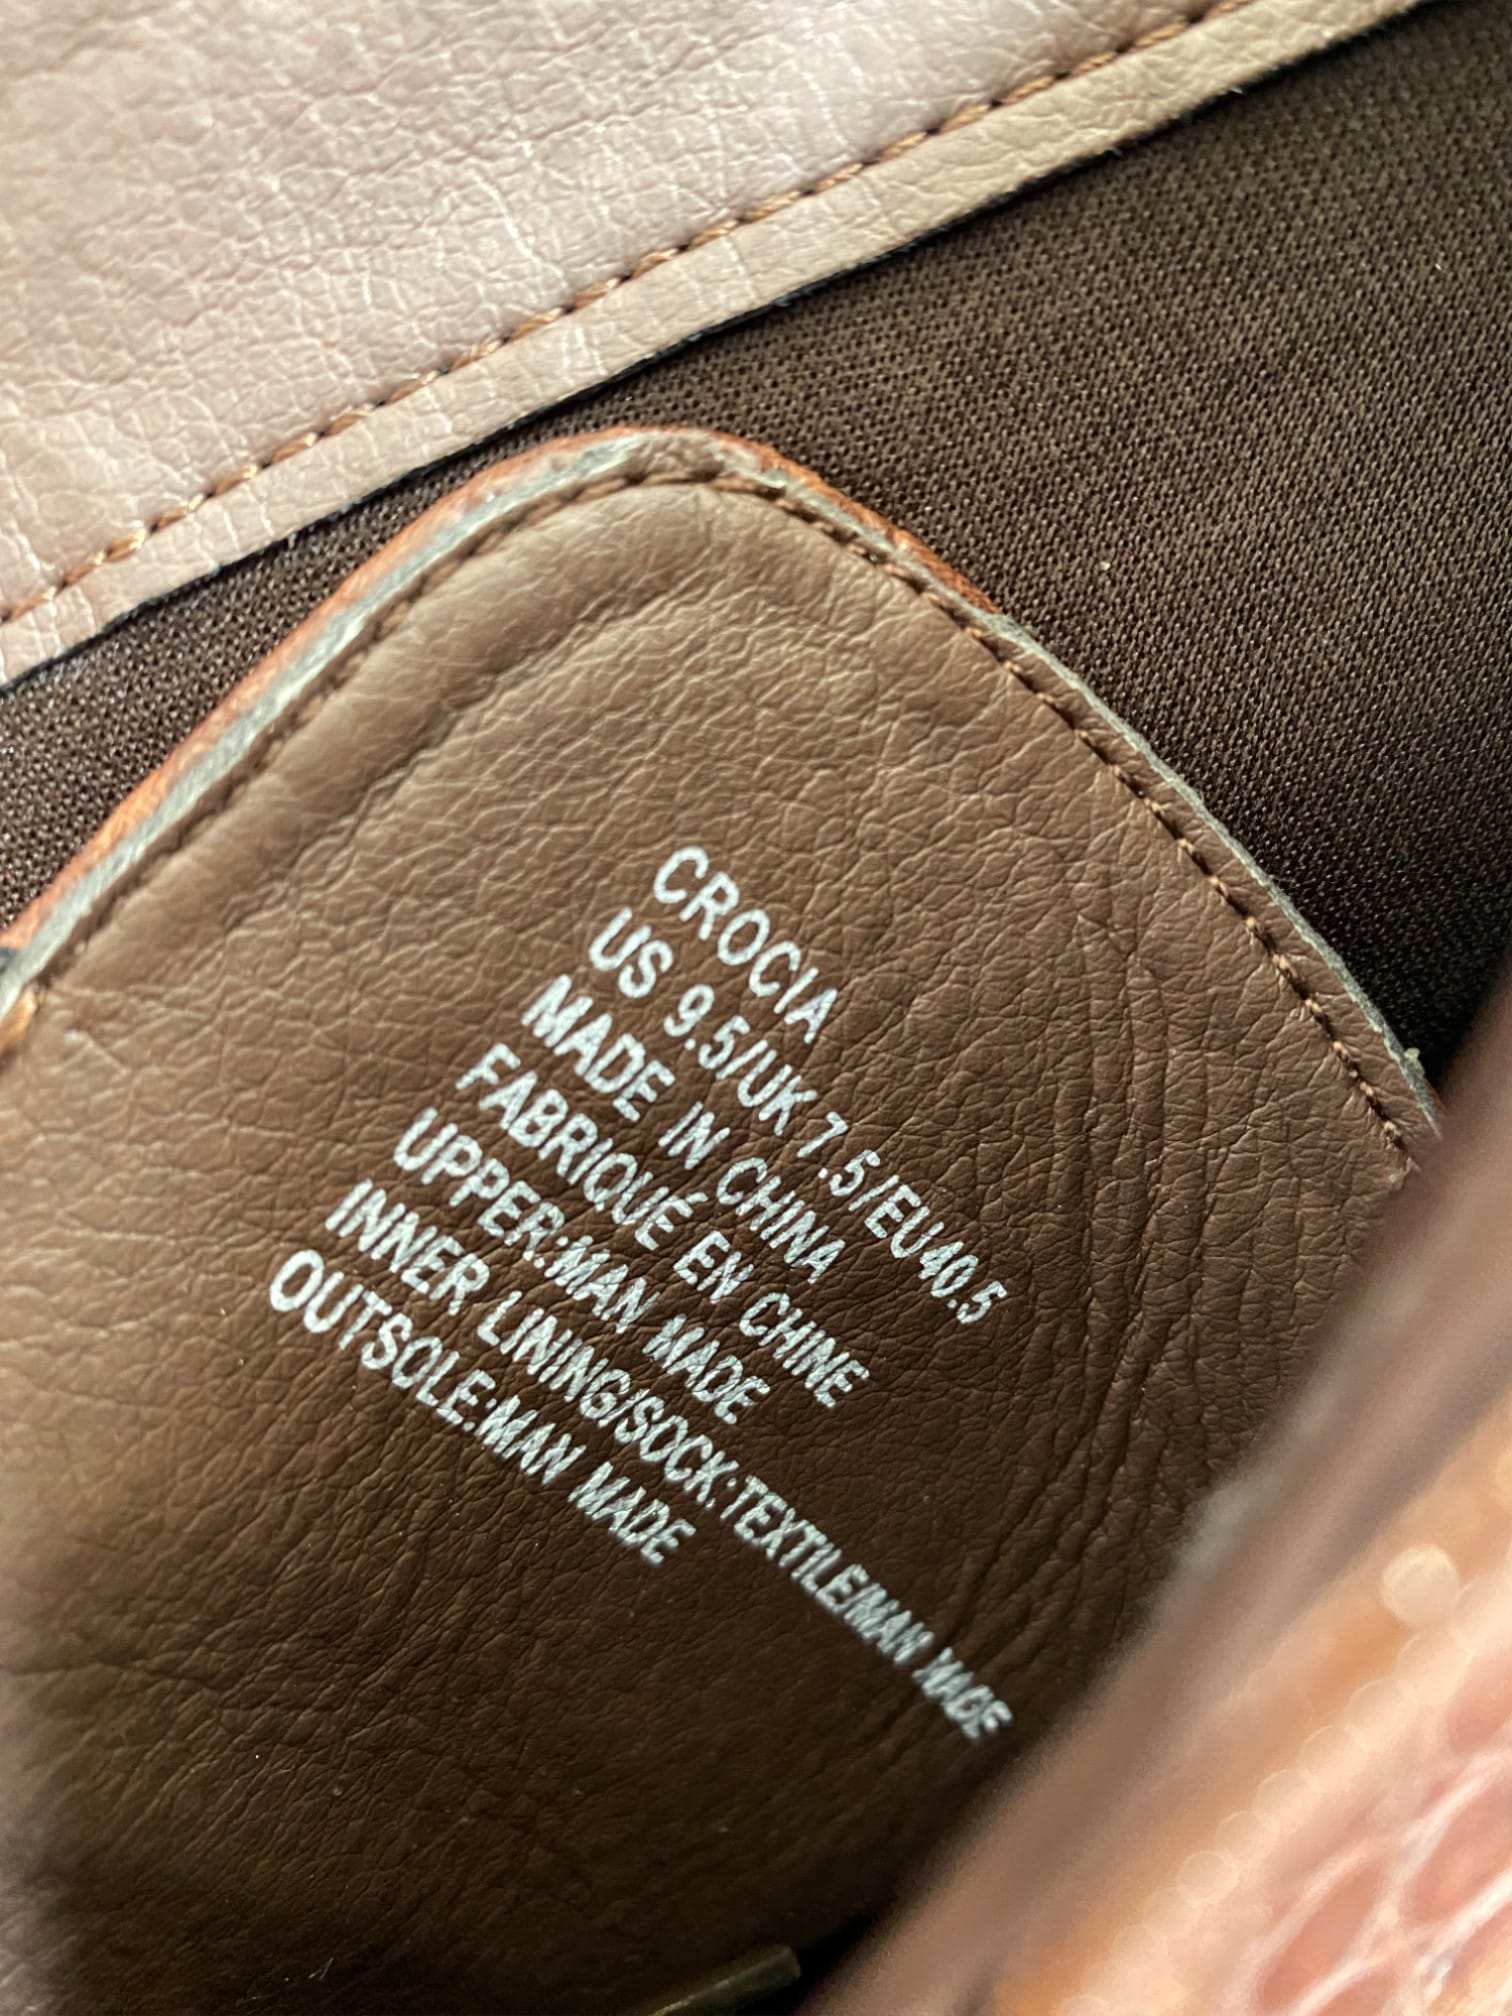 CROCIA
US 9.5/UK 7.5/EU40.5
MADE IN CHINA
FABRIQUÉ EN CHINE
UPPER:MAN MADE
INNER LINING/SOCK:TEXTILE/MAN MADE
OUTSOLE:MAN MADE